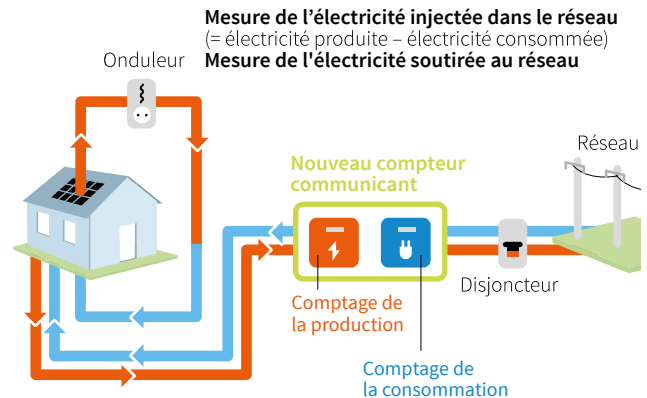 Mesure de l’électricité injectée dans le réseau
(= électricité produite – électricité consommée)
Onduleur
Mesure de l'électricité soutirée au réseau
Réseau
Nouveau compteur
communicant
Disjoncteur
Comptage de
la production
Comptage de
la consommation